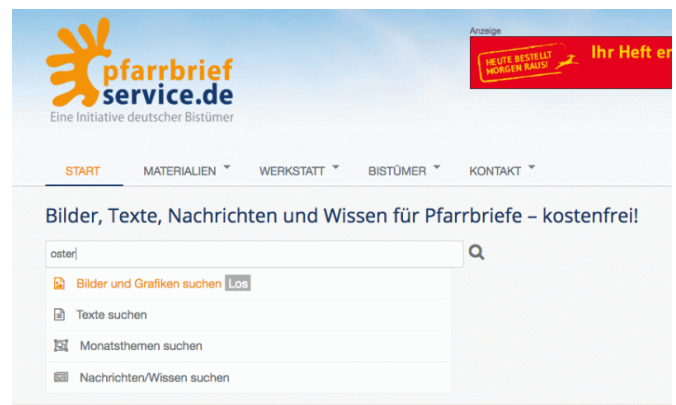 Anzeige
HEUTE BESTELLT
MORGEN RAUS!
Ihr Heft er
pfarrbrief
service.de
Eine Initiative deutscher Bistümer
START MATERIALIEN WERKSTATT BISTÜMER KONTAKT
Bilder, Texte, Nachrichten und Wissen für Pfarrbriefe – kostenfrei!
oster
Bilder und Grafiken suchen Los
Texte suchen
Monatsthemen suchen
Nachrichten/Wissen suchen